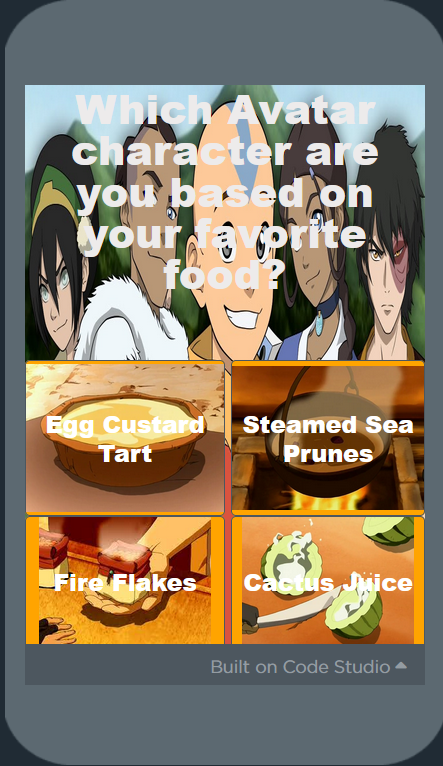 Which Avatar
character are
you based on
your favorite
food?
Egg Custard
Tart
Steamed Sea
Prunes
Fire Flakes
Cactus Juice
Built on Code Studio